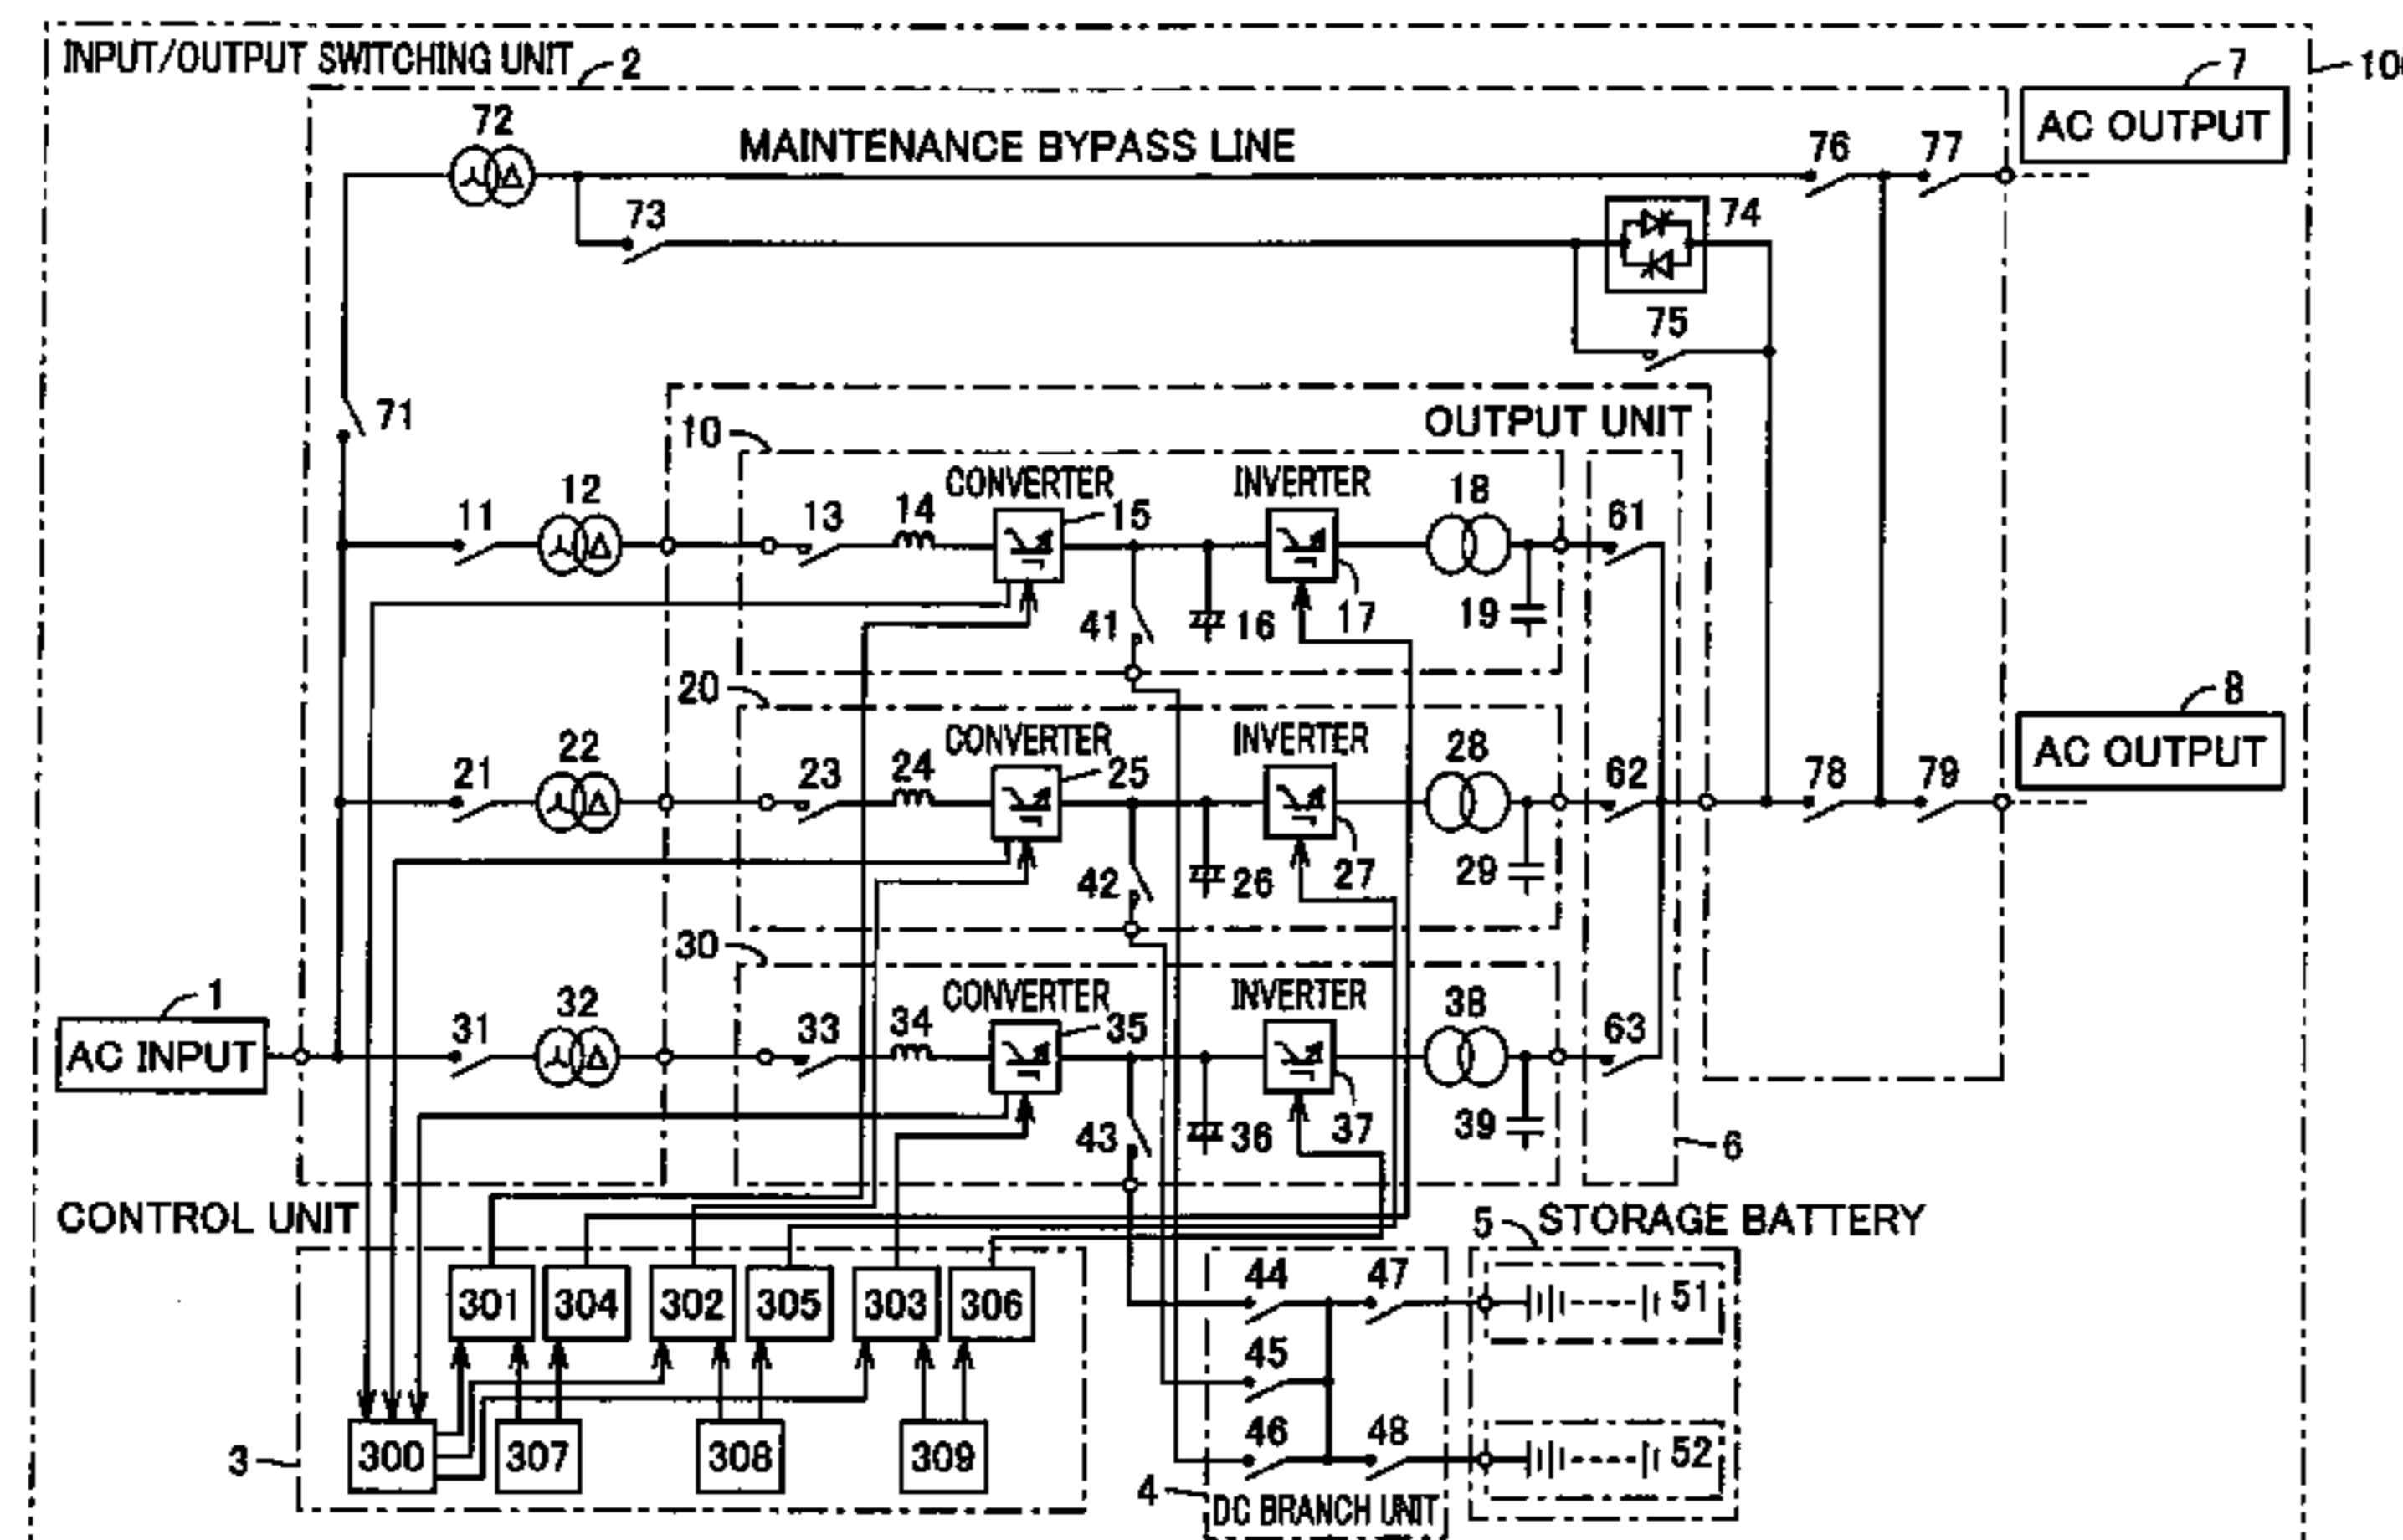 INPUT/OUTPUT SWITCHING UNIT 2
7
AC OUTPUT
72
MAINTENANCE BYPASS LINE
76 77
73
74
75
71
10
OUTPUT UNIT
CONVERTER INVERTER
11 12 13 14 15 18 61
41 16 17 19
20
8
AC OUTPUT
CONVERTER INVERTER
21 22 23 24 25 28 62 78 79
42 26 27 29
30
1
AC INPUT
CONVERTER INVERTER
31 32 33 34 35 38 63
43 36 37 39
6
CONTROL UNIT
5 STORAGE BATTERY
301 304 302 305 303 306
44 47 51
45
46 48 52
3 300 307 308 309
4 DC BRANCH UNIT